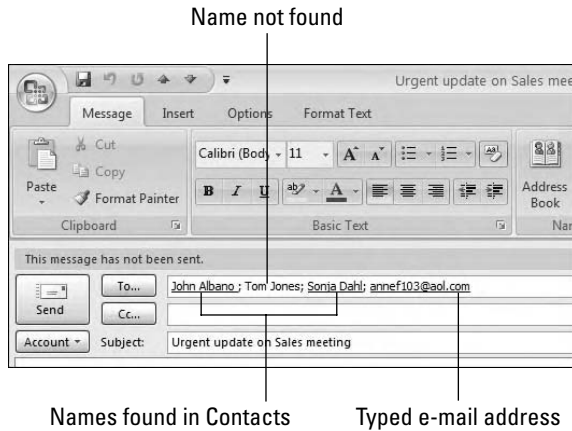 Name not found
Urgent update on Sales mee
Message Insert Options Format Text
Cut
Copy
Paste
Format Painter
Clipboard
Calibri (Body 11 A A
B I U ab A
Basic Text
Address
Book
Nar
This message has not been sent.
To... John Albano ; Tom Jones; Sonja Dahl; annef103@aol.com
Send
Cc...
Account Subject: Urgent update on Sales meeting
Names found in Contacts Typed e-mail address